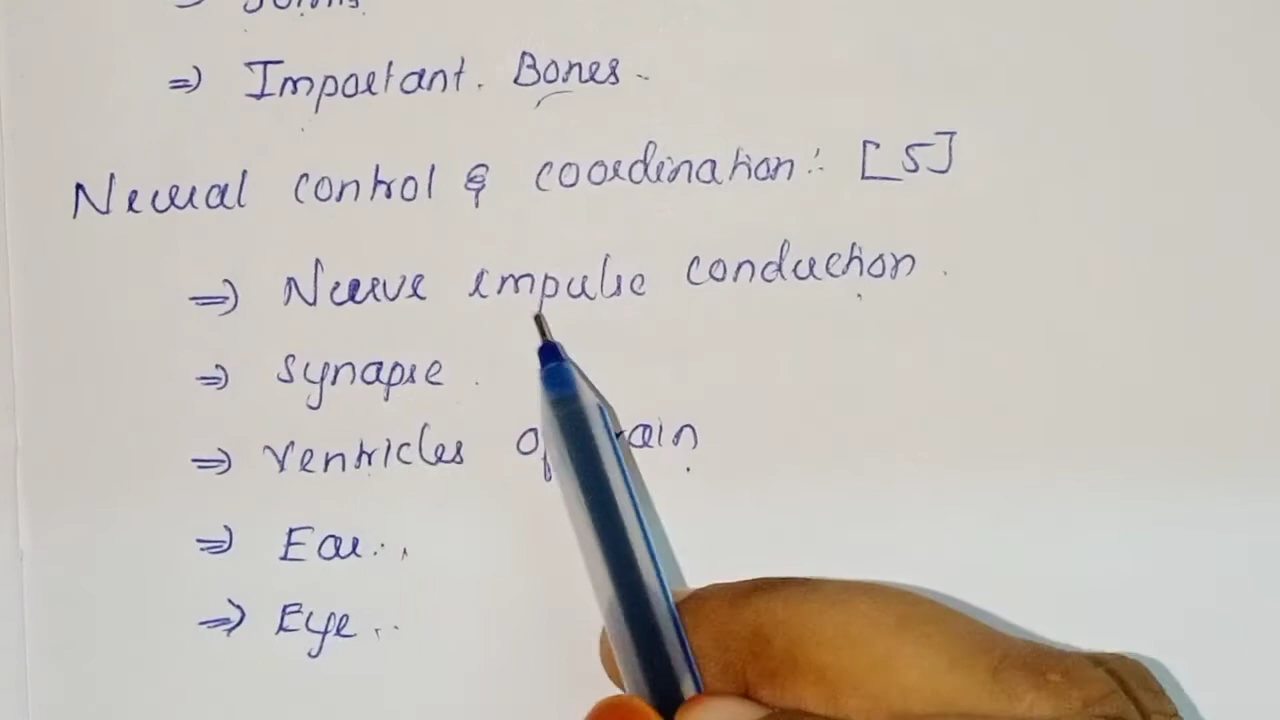 ⇒ Important. Bones
Neural control & coordination: [5]
⇒ Nerve impulse conduction.
⇒ Synapse.
⇒ Ventricles
⇒ Ear..
⇒ Eye..